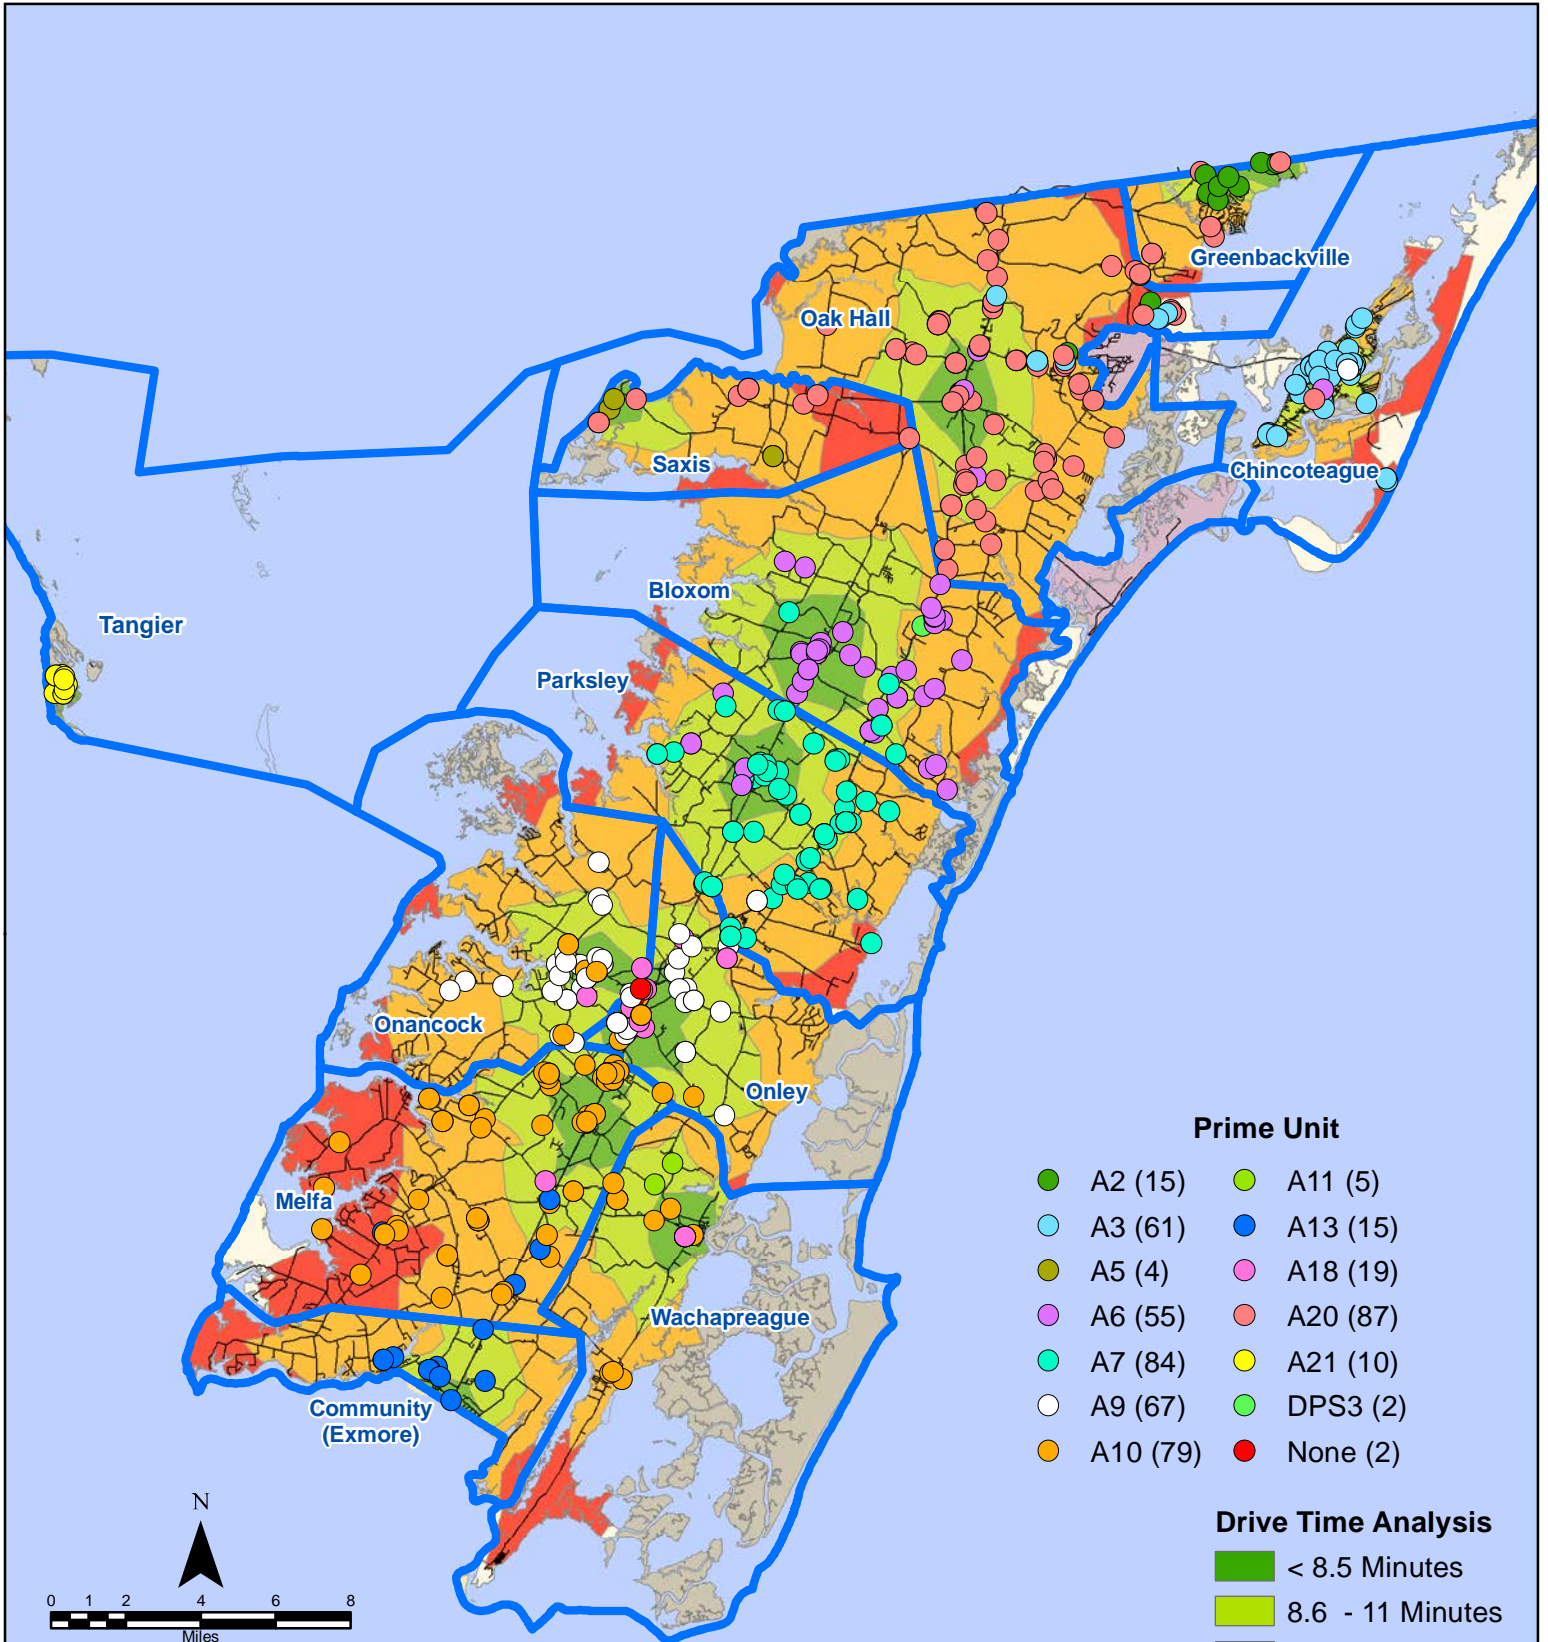 Greenbackville
Oak Hall
Saxis
Chincoteague
Bloxom
Tangier
Parksley
Onancock
Onley
Melfa
Wachapreague
Community
(Exmore)
Prime Unit
A2 (15)
A11 (5)
A3 (61)
A13 (15)
A5 (4)
A18 (19)
A6 (55)
A20 (87)
A7 (84)
A21 (10)
A9 (67)
DPS3 (2)
A10 (79)
None (2)
Drive Time Analysis
< 8.5 Minutes
8.6 - 11 Minutes
N
0 1 2 4 6 8
Miles